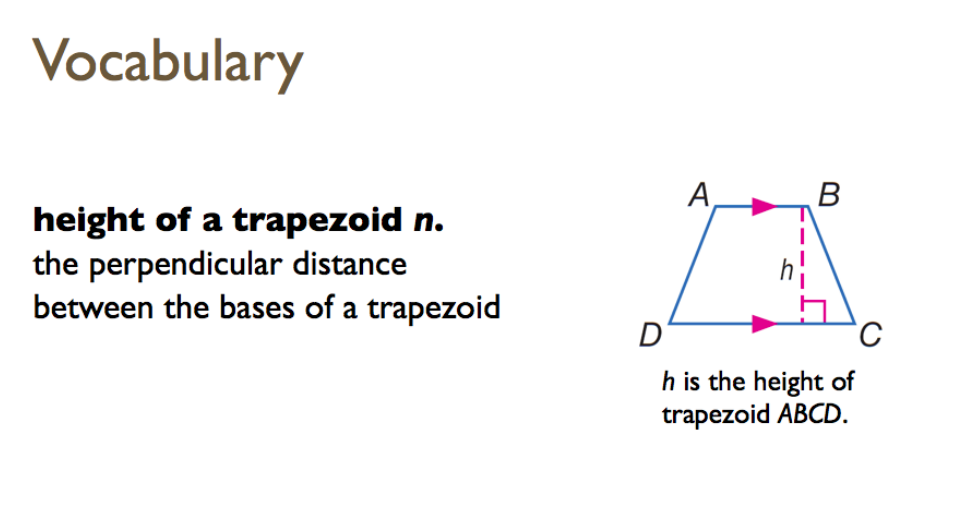 Vocabulary
height of a trapezoid n.
the perpendicular distance
between the bases of a trapezoid
A
B
h
D
C
h is the height of
trapezoid ABCD.